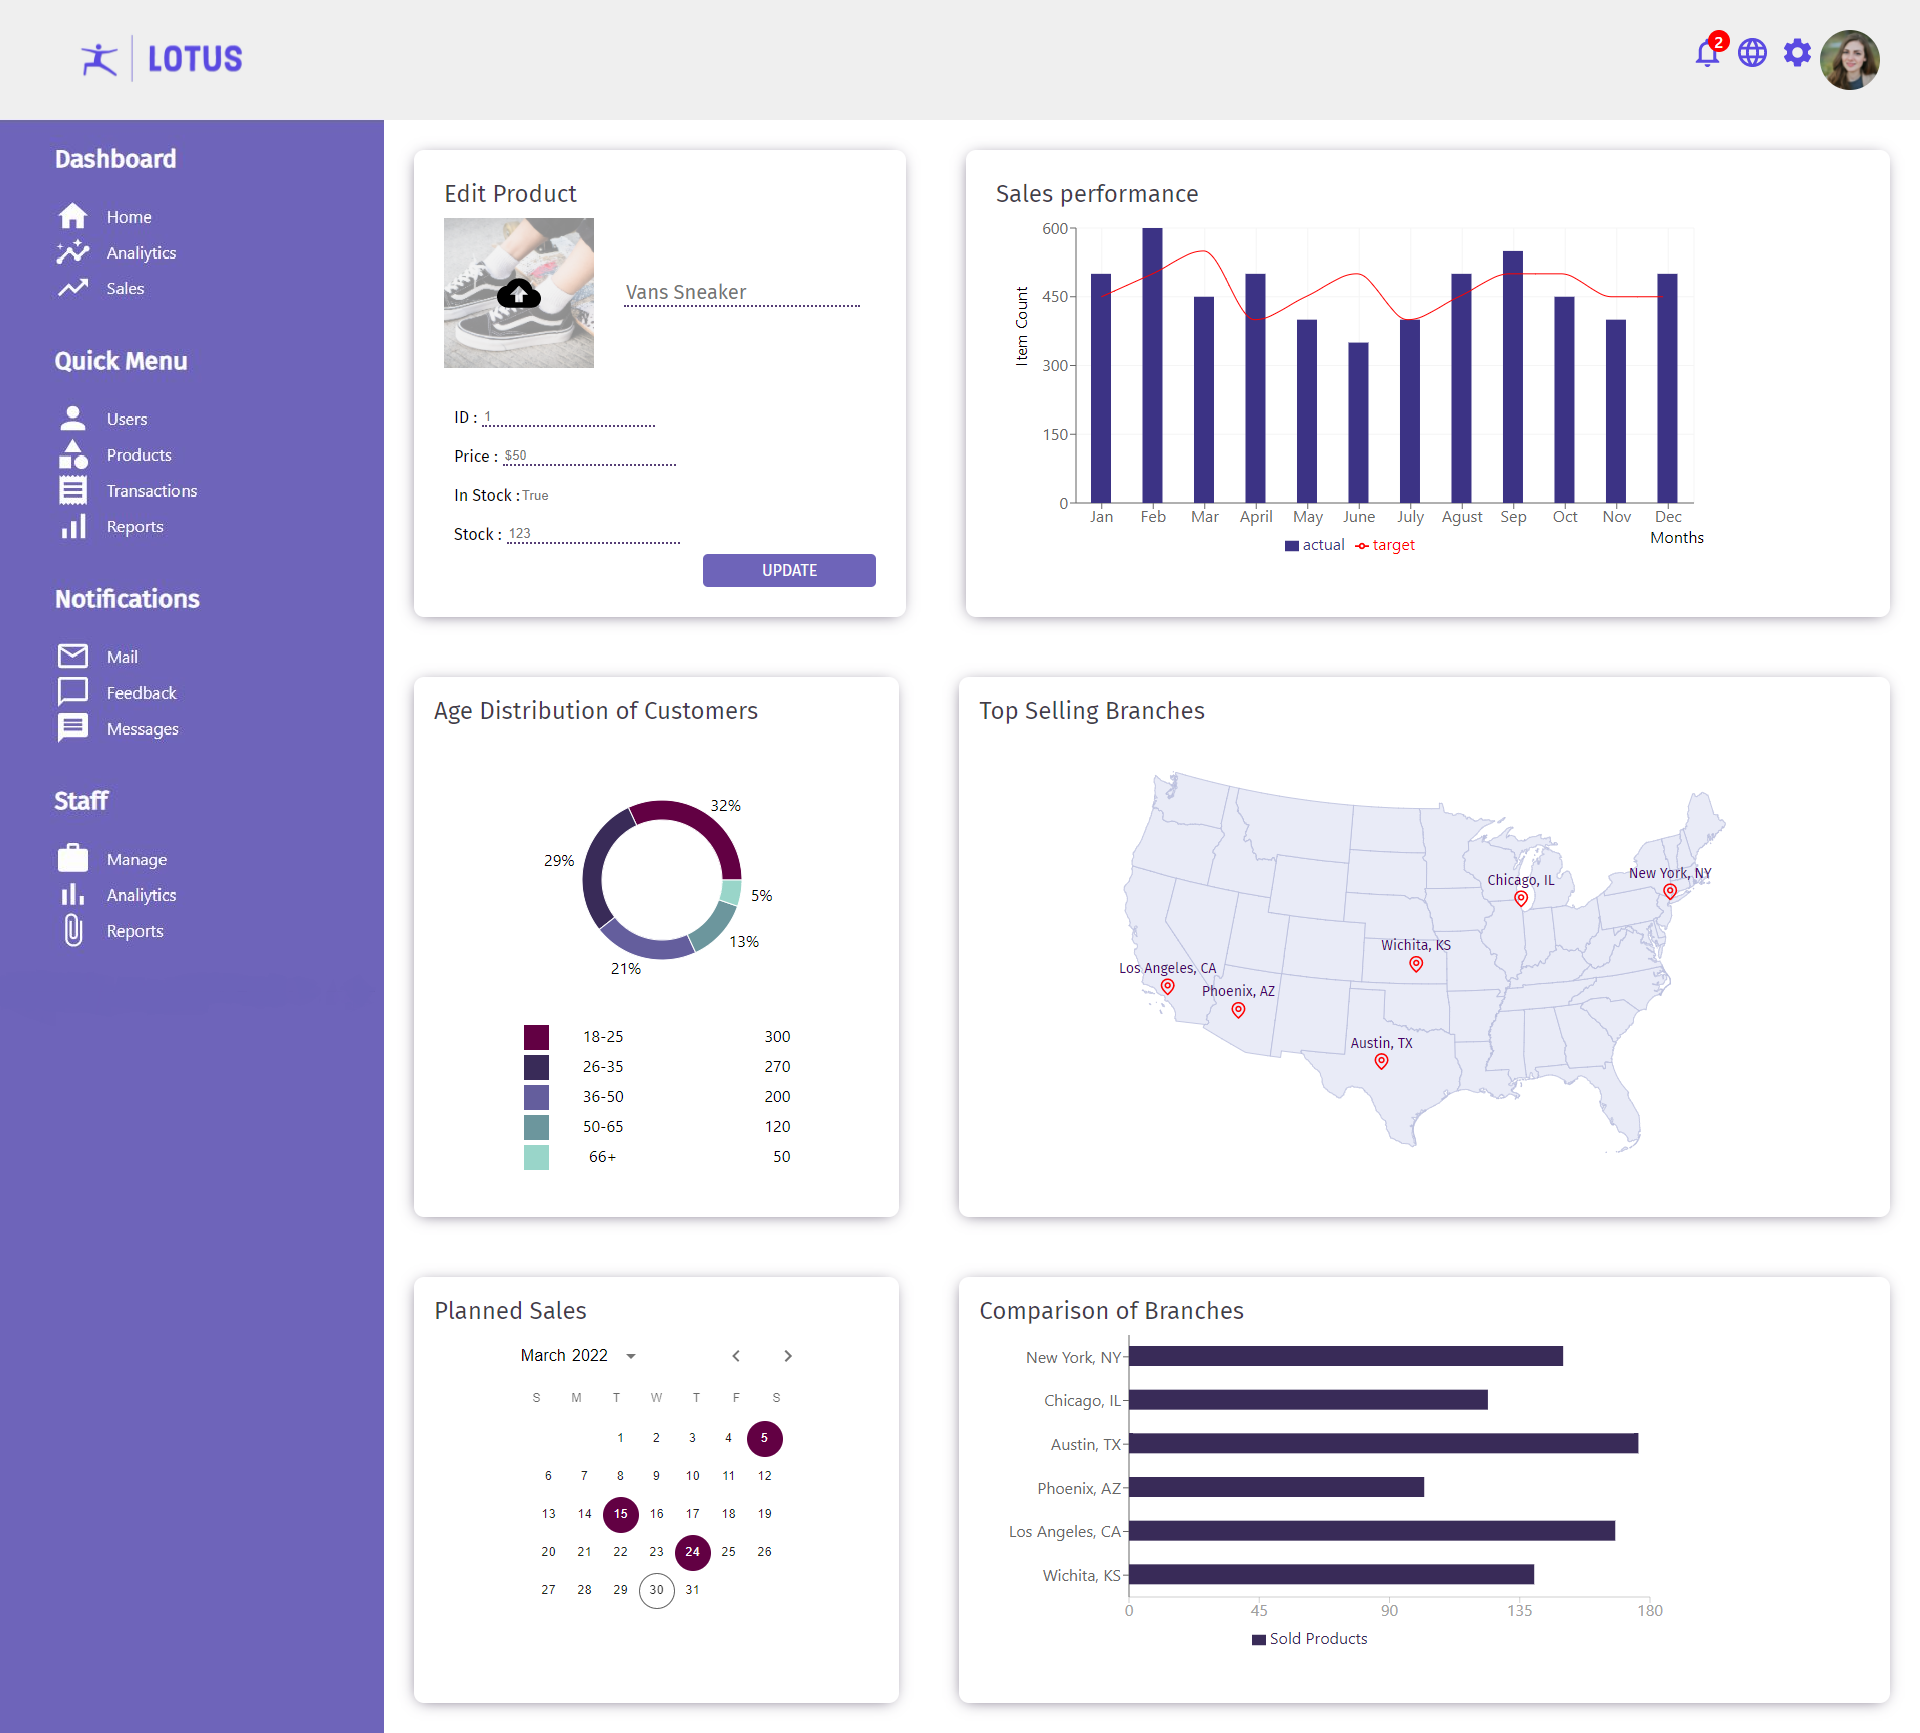 LOTUS
2
Dashboard
Home
Analiytics
Sales
Quick Menu
Users
Products
Transactions
Reports
Notifications
Mail
Feedback
Messages
Staff
Manage
Analiytics
Reports
Edit Product
Vans Sneaker
ID : 1
Price : $50
In Stock : True
Stock : 123
UPDATE
Sales performance
600
450
300
150
0
Item Count
Jan Feb Mar April May June July Agust Sep Oct Nov Dec
Months
actual target
Age Distribution of Customers
32%
29%
5%
13%
21%
18-25 300
26-35 270
36-50 200
50-65 120
66+ 50
Top Selling Branches
New York, NY
Chicago, IL
Wichita, KS
Los Angeles, CA
Phoenix, AZ
Austin, TX
Planned Sales
March 2022
S M T W T F S
1 2 3 4 5
6 7 8 9 10 11 12
13 14 15 16 17 18 19
20 21 22 23 24 25 26
27 28 29 30 31
Comparison of Branches
New York, NY
Chicago, IL
Austin, TX
Phoenix, AZ
Los Angeles, CA
Wichita, KS
0 45 90 135 180
Sold Products